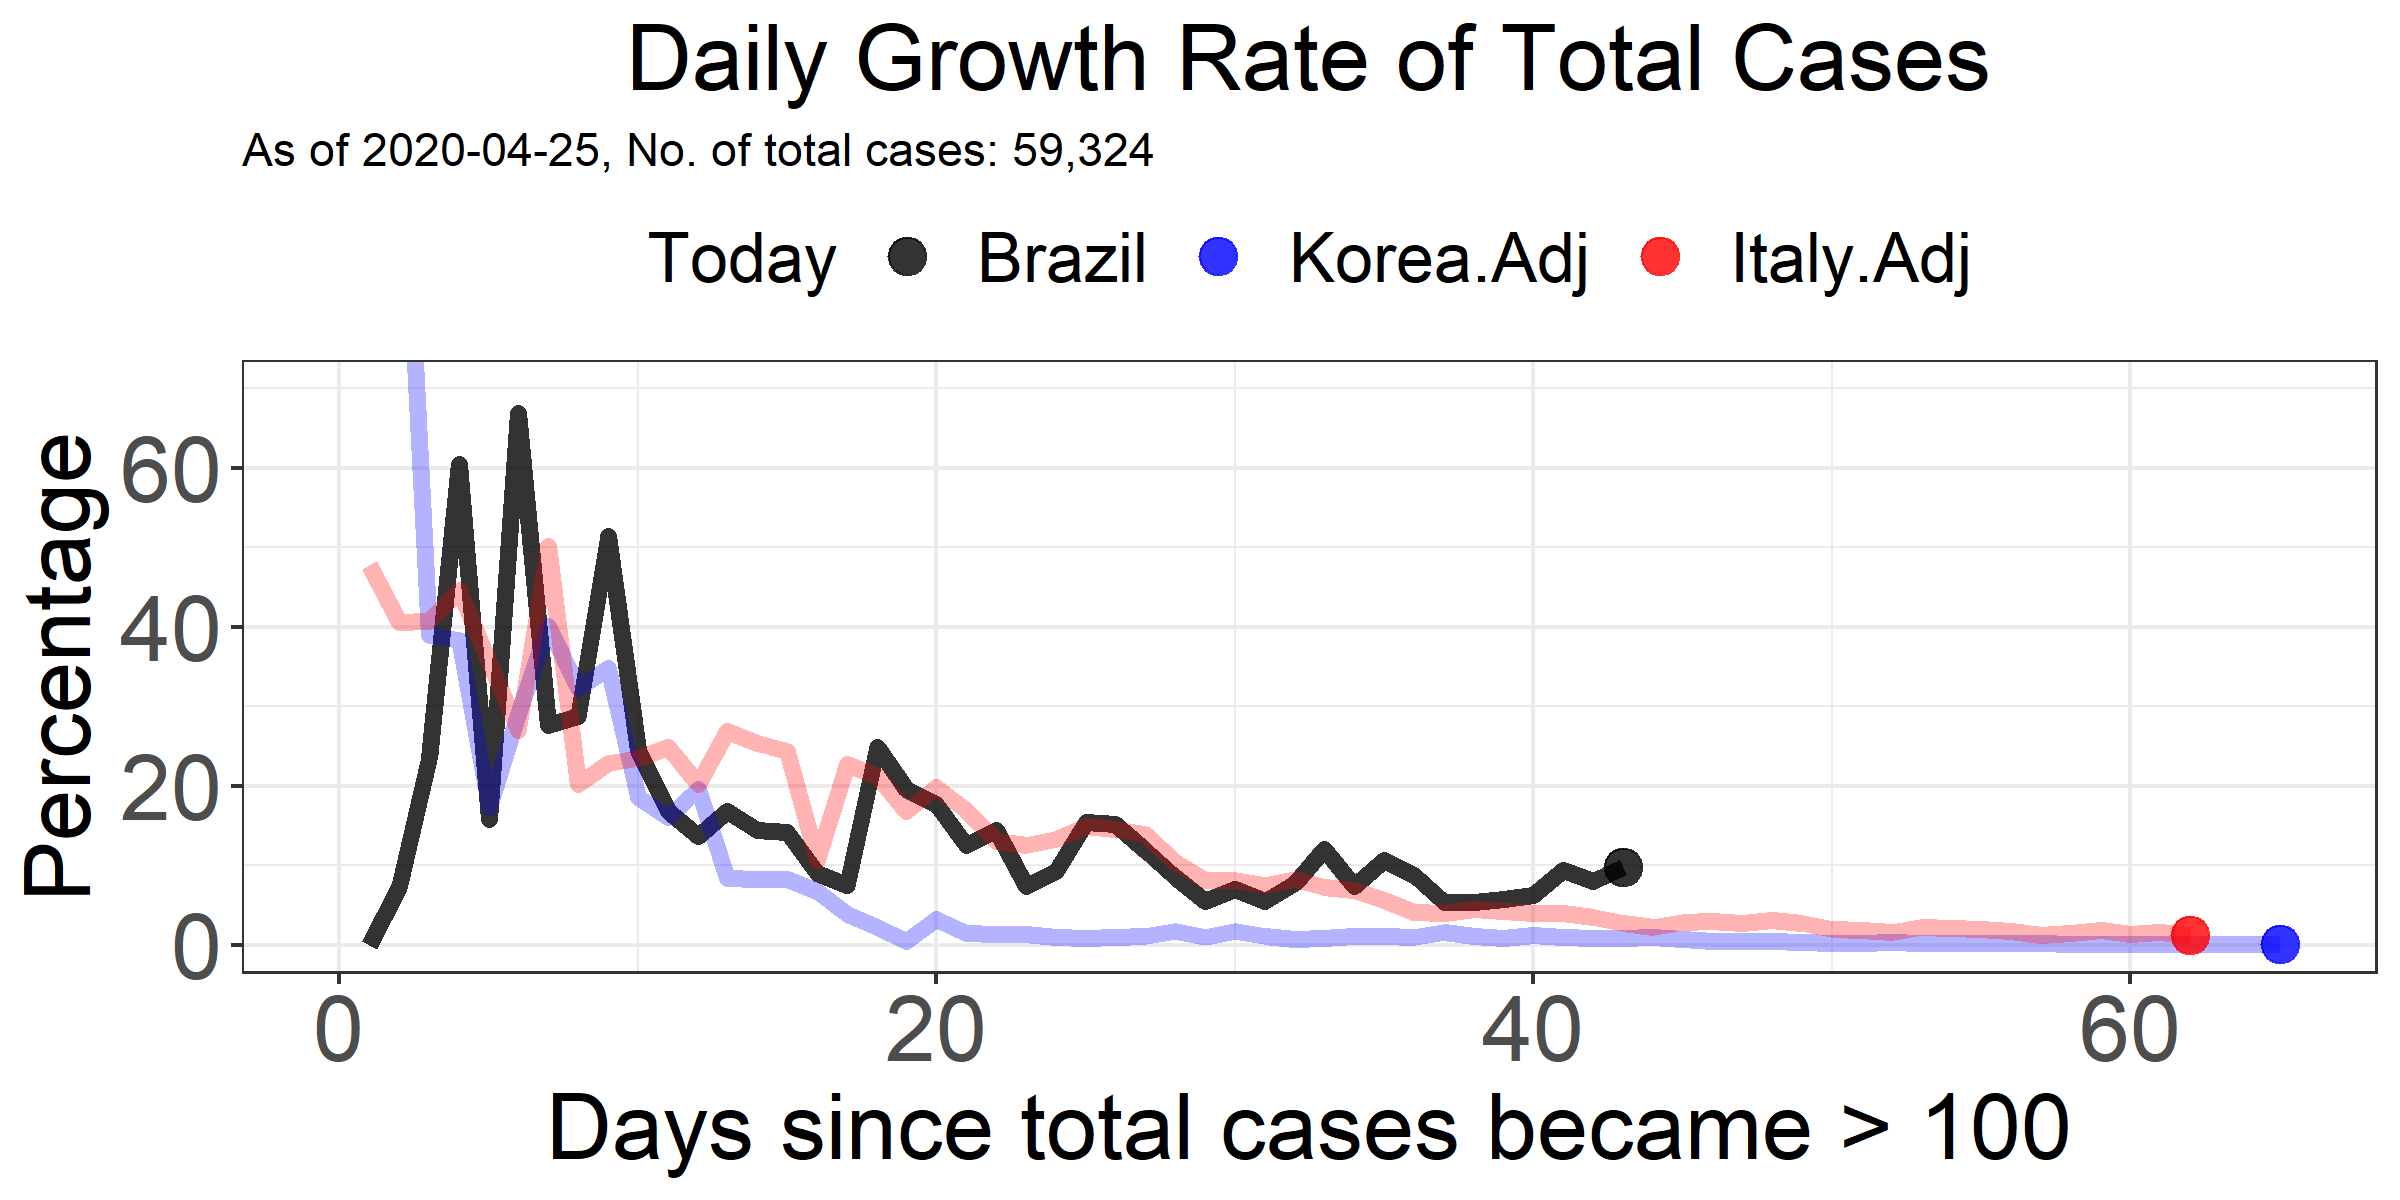 Daily Growth Rate of Total Cases
As of 2020-04-25, No. of total cases: 59,324
Today Brazil Korea.Adj Italy.Adj
Percentage
60
40
20
0
0 20 40 60
Days since total cases became > 100